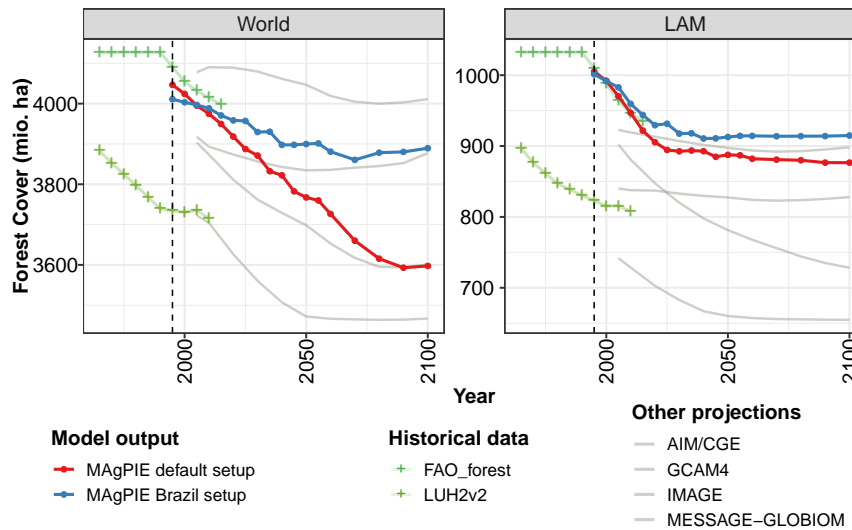 World
LAM
Forest Cover (mio. ha)
4000
3800
3600
1000
900
800
700
2000
2050
2100
2000
2050
2100
Year
Model output
MAgPIE default setup
MAgPIE Brazil setup
Historical data
FAO_forest
LUH2v2
Other projections
AIM/CGE
GCAM4
IMAGE
MESSAGE−GLOBIOM